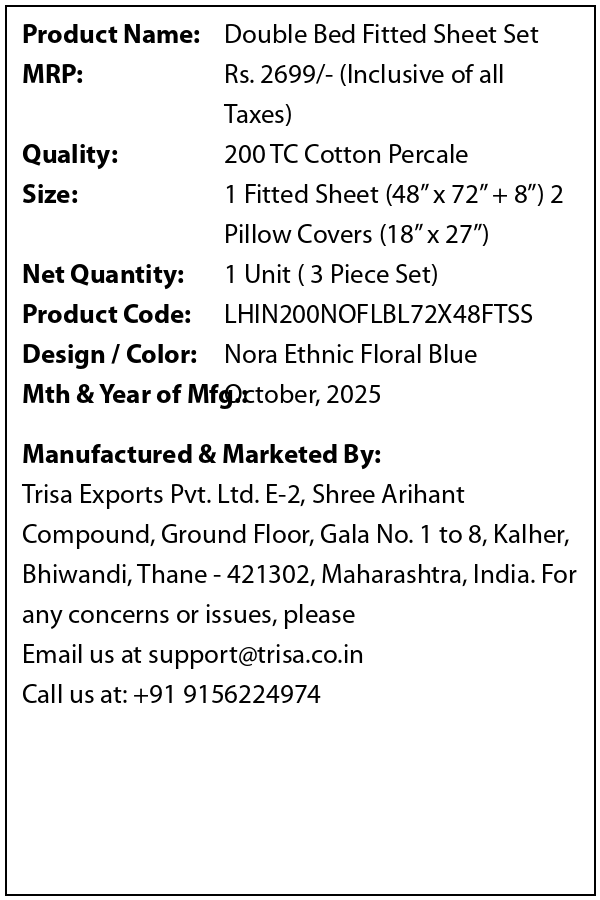 Product Name: Double Bed Fitted Sheet Set
MRP: Rs. 2699/- (Inclusive of all
Taxes)
Quality: 200 TC Cotton Percale
Size: 1 Fitted Sheet (48” x 72” + 8”) 2
Pillow Covers (18” x 27”)
Net Quantity: 1 Unit ( 3 Piece Set)
Product Code: LHIN200NOFLBL72X48FTSS
Design / Color: Nora Ethnic Floral Blue
Mth & Year of Mfg.: October, 2025
Manufactured & Marketed By:
Trisa Exports Pvt. Ltd. E-2, Shree Arihant
Compound, Ground Floor, Gala No. 1 to 8, Kalher,
Bhiwandi, Thane - 421302, Maharashtra, India. For
any concerns or issues, please
Email us at support@trisa.co.in
Call us at: +91 9156224974